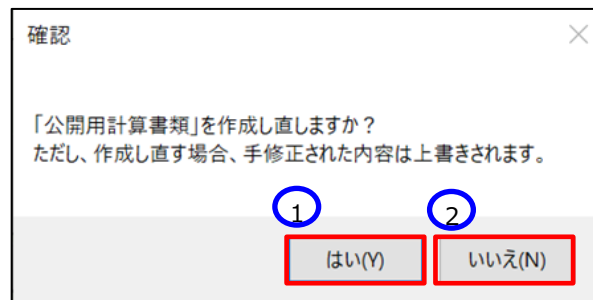 確認
「公開用計算書類」を作成し直しますか？
ただし、作成し直す場合、手修正された内容は上書きされます。
1 2
はい(Y) いいえ(N)